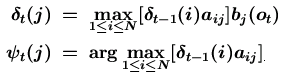 δ_t(j) = max_{1≤i≤N} [δ_{t−1}(i)a_{ij}]b_j(o_t)
ψ_t(j) = arg max_{1≤i≤N} [δ_{t−1}(i)a_{ij}].